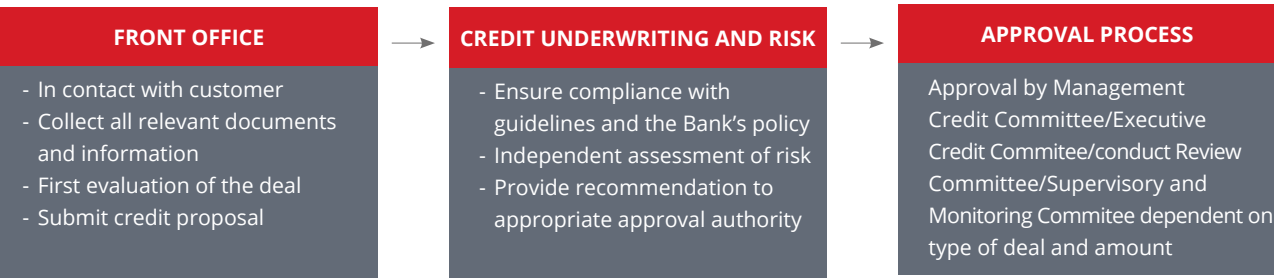 FRONT OFFICE
- In contact with customer
- Collect all relevant documents
and information
- First evaluation of the deal
- Submit credit proposal
CREDIT UNDERWRITING AND RISK
- Ensure compliance with
guidelines and the Bank's policy
- Independent assessment of risk
- Provide recommendation to
appropriate approval authority
APPROVAL PROCESS
Approval by Management
Credit Committee/Executive
Credit Commitee/conduct Review
Committee/Supervisory and
Monitoring Commitee dependent on
type of deal and amount